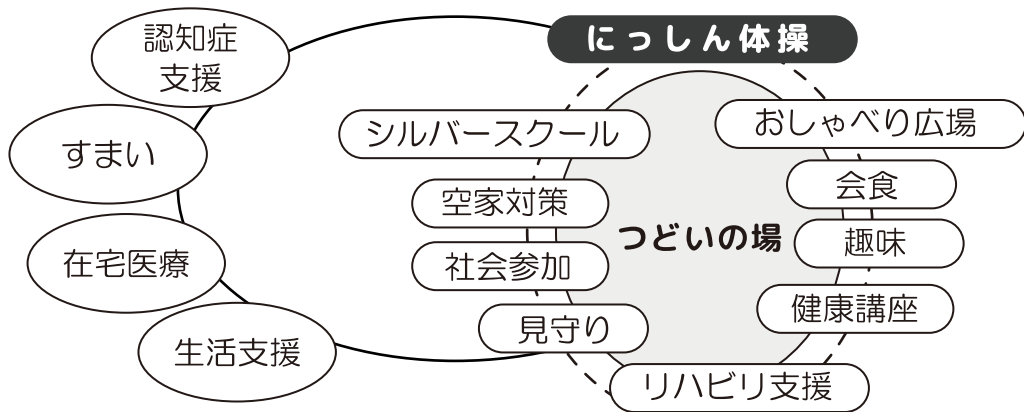 認知症
支援
すまい
在宅医療
生活支援
にっしん体操
シルバースクール
空家対策
社会参加
見守り
つどいの場
おしゃべり広場
会食
趣味
健康講座
リハビリ支援